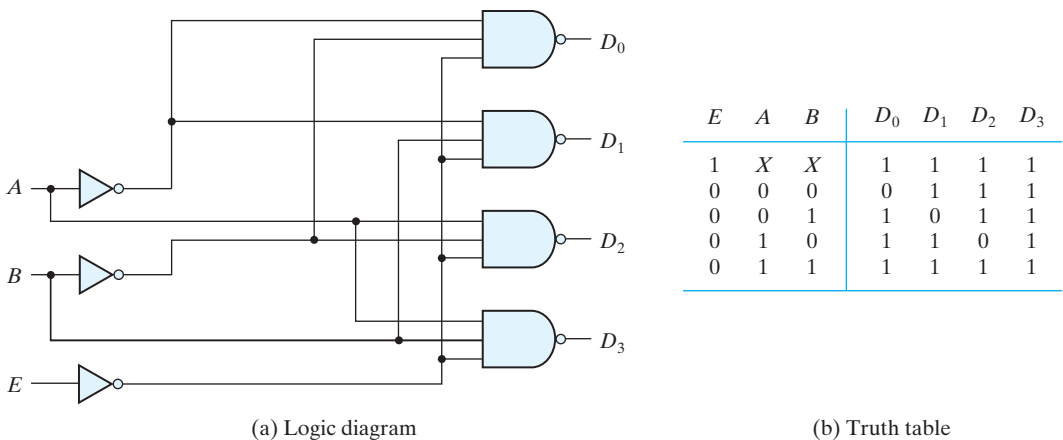 D0
D1
D2
D3
A
B
E
(a) Logic diagram
E A B D0 D1 D2 D3
1 X X 1 1 1 1
0 0 0 0 1 1 1
0 0 1 1 0 1 1
0 1 0 1 1 0 1
0 1 1 1 1 1 1
(b) Truth table